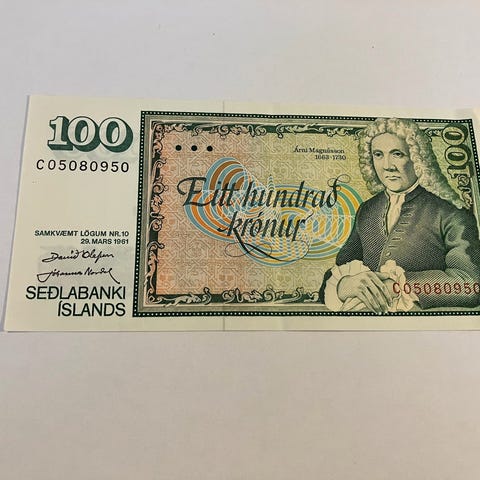 100
C05080950
SAMKVÆMT LÖGUM NR.10
29. MARS 1961
SEÐLABANKI
ÍSLANDS
Árni Magnússon
1663-1730
Eitt hundrað
krónur
100
C05080950